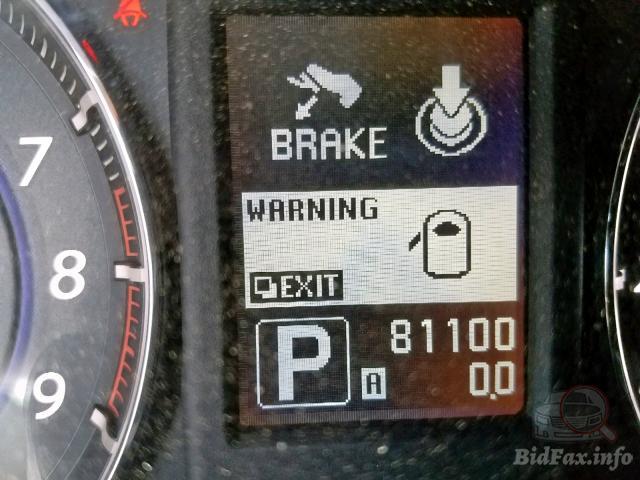 BRAKE
WARNING
EXIT
P
81100
A
0.0
7
8
9
BidFax.info